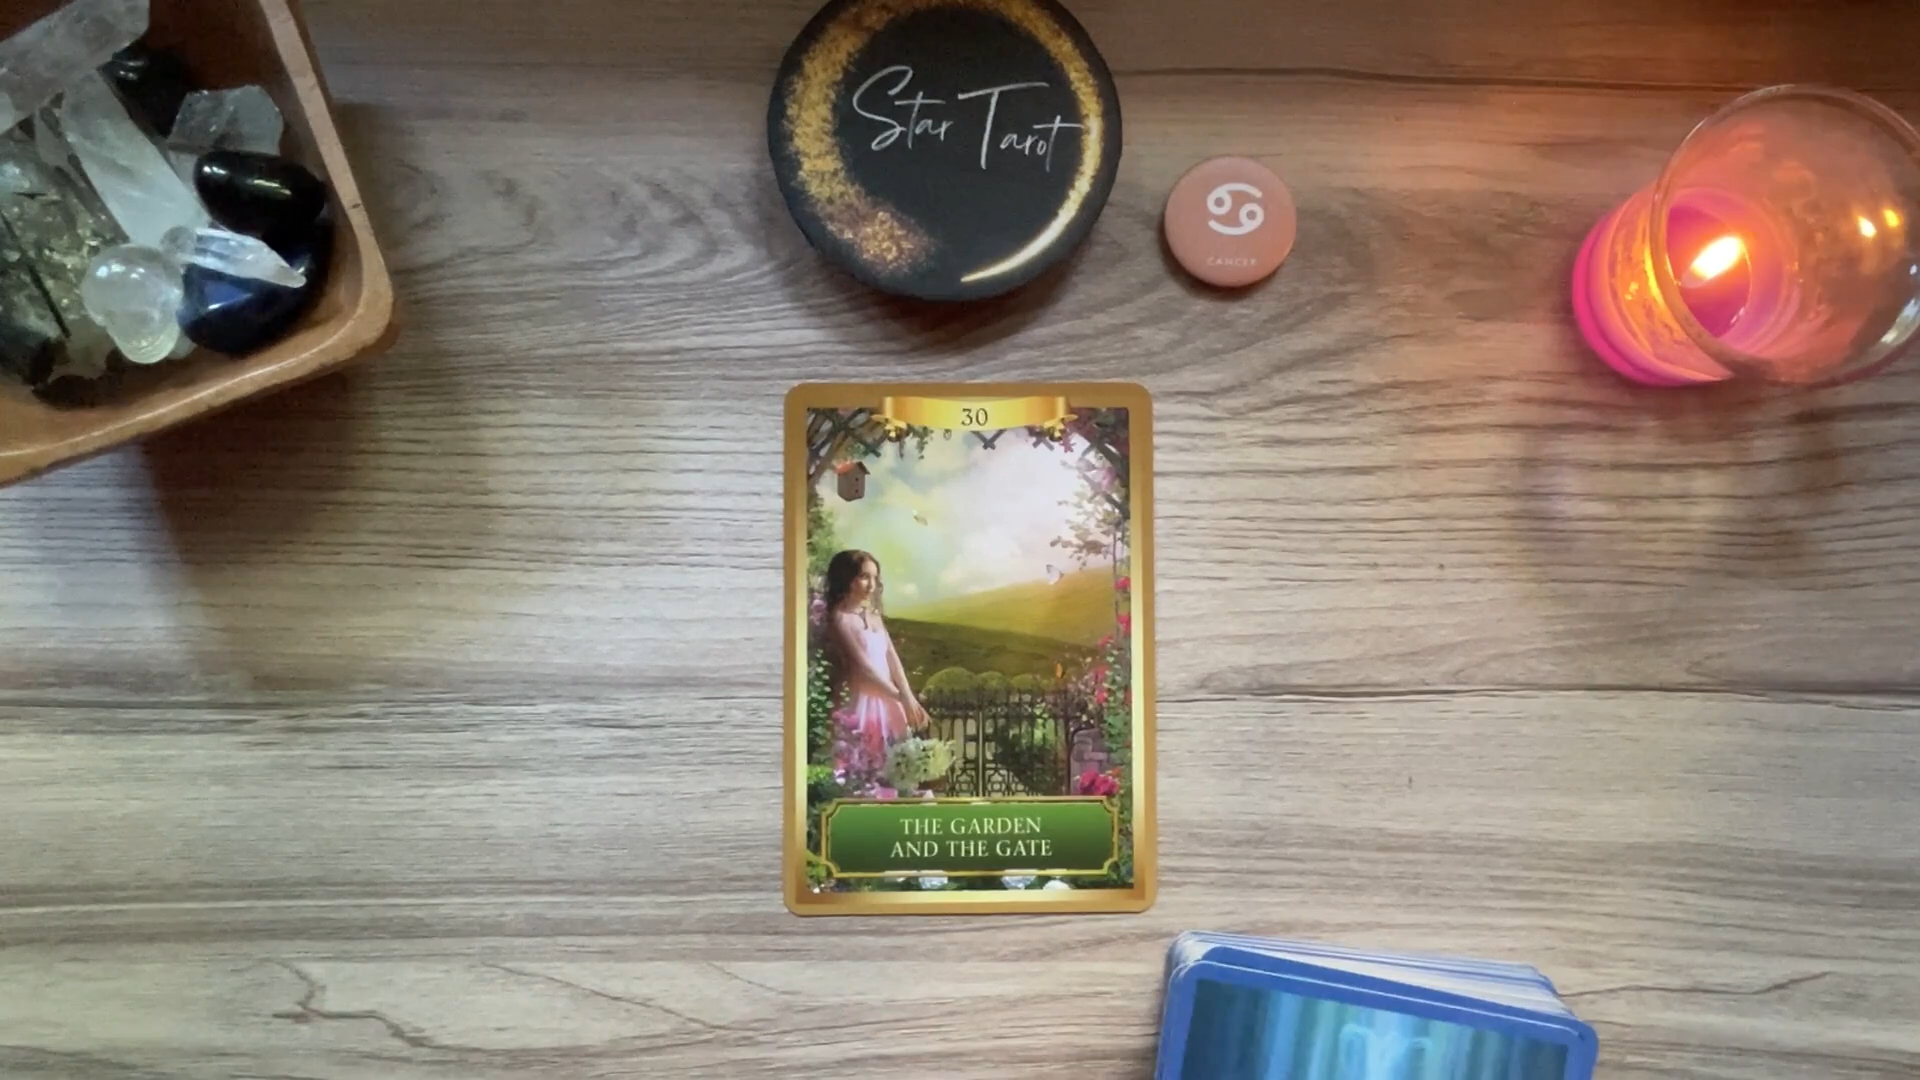 Star Tarot
CANCER
30
THE GARDEN
AND THE GATE